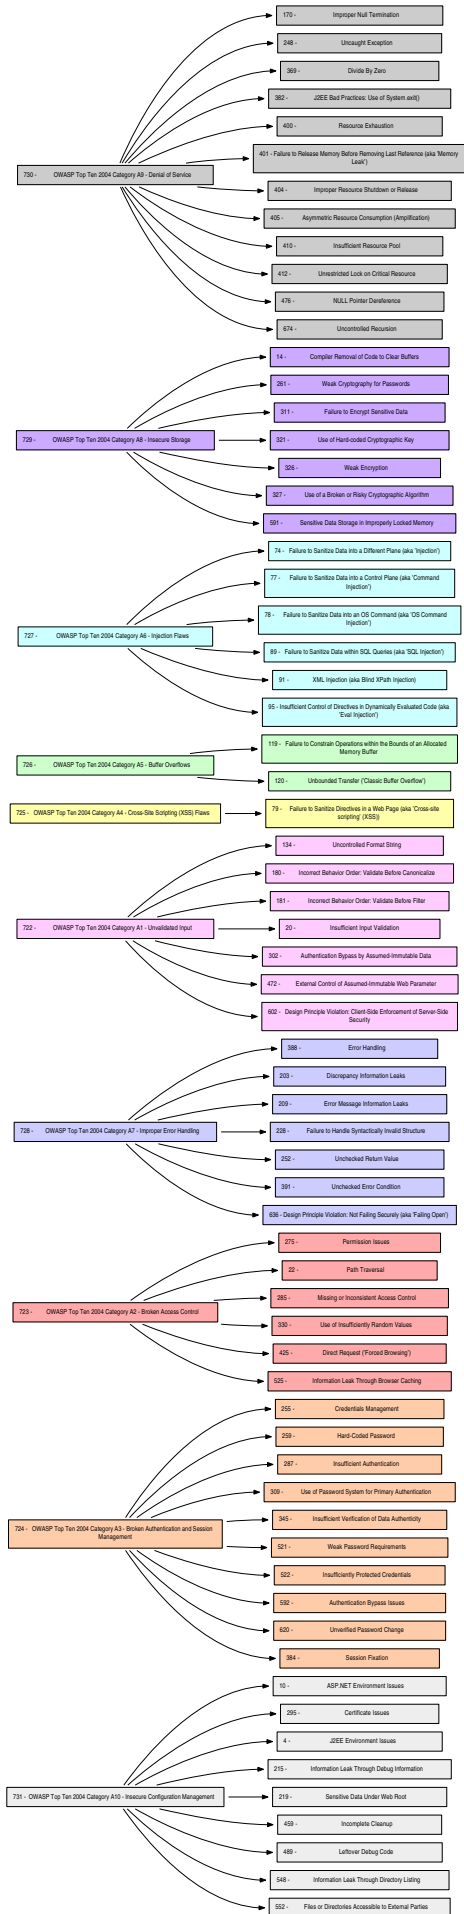 170 - Improper Null Termination
248 - Uncaught Exception
369 - Divide By Zero
382 - J2EE Bad Practices: Use of System.exit()
400 - Resource Exhaustion
401 - Failure to Release Memory Before Removing Last Reference (aka 'Memory
Leak')
730 - OWASP Top Ten 2004 Category A9 - Denial of Service
404 - Improper Resource Shutdown or Release
405 - Asymmetric Resource Consumption (Amplification)
410 - Insufficient Resource Pool
412 - Unrestricted Lock on Critical Resource
476 - NULL Pointer Dereference
674 - Uncontrolled Recursion
14 - Compiler Removal of Code to Clear Buffers
261 - Weak Cryptography for Passwords
311 - Failure to Encrypt Sensitive Data
729 - OWASP Top Ten 2004 Category A8 - Insecure Storage
321 - Use of Hard-coded Cryptographic Key
326 - Weak Encryption
327 - Use of a Broken or Risky Cryptographic Algorithm
591 - Sensitive Data Storage in Improperly Locked Memory
74 - Failure to Sanitize Data into a Different Plane (aka 'Injection')
77 - Failure to Sanitize Data into a Control Plane (aka 'Command
Injection')
78 - Failure to Sanitize Data into an OS Command (aka 'OS Command
Injection')
727 - OWASP Top Ten 2004 Category A6 - Injection Flaws
89 - Failure to Sanitize Data within SQL Queries (aka 'SQL Injection')
91 - XML Injection (aka Blind XPath Injection)
95 - Insufficient Control of Directives in Dynamically Evaluated Code (aka
'Eval Injection')
119 - Failure to Constrain Operations within the Bounds of an Allocated
Memory Buffer
726 - OWASP Top Ten 2004 Category A5 - Buffer Overflows
120 - Unbounded Transfer ('Classic Buffer Overflow')
725 - OWASP Top Ten 2004 Category A4 - Cross-Site Scripting (XSS) Flaws
79 - Failure to Sanitize Directives in a Web Page (aka 'Cross-site
scripting' (XSS))
134 - Uncontrolled Format String
180 - Incorrect Behavior Order: Validate Before Canonicalize
181 - Incorrect Behavior Order: Validate Before Filter
722 - OWASP Top Ten 2004 Category A1 - Unvalidated Input
20 - Insufficient Input Validation
302 - Authentication Bypass by Assumed-Immutable Data
472 - External Control of Assumed-Immutable Web Parameter
602 - Design Principle Violation: Client-Side Enforcement of Server-Side
Security
388 - Error Handling
203 - Discrepancy Information Leaks
209 - Error Message Information Leaks
728 - OWASP Top Ten 2004 Category A7 - Improper Error Handling
228 - Failure to Handle Syntactically Invalid Structure
252 - Unchecked Return Value
391 - Unchecked Error Condition
636 - Design Principle Violation: Not Failing Securely (aka 'Failing Open')
275 - Permission Issues
22 - Path Traversal
285 - Missing or Inconsistent Access Control
723 - OWASP Top Ten 2004 Category A2 - Broken Access Control
330 - Use of Insufficiently Random Values
425 - Direct Request ('Forced Browsing')
525 - Information Leak Through Browser Caching
255 - Credentials Management
259 - Hard-Coded Password
287 - Insufficient Authentication
309 - Use of Password System for Primary Authentication
345 - Insufficient Verification of Data Authenticity
724 - OWASP Top Ten 2004 Category A3 - Broken Authentication and Session
Management
521 - Weak Password Requirements
522 - Insufficiently Protected Credentials
592 - Authentication Bypass Issues
620 - Unverified Password Change
384 - Session Fixation
10 - ASP.NET Environment Issues
295 - Certificate Issues
4 - J2EE Environment Issues
215 - Information Leak Through Debug Information
731 - OWASP Top Ten 2004 Category A10 - Insecure Configuration Management
219 - Sensitive Data Under Web Root
459 - Incomplete Cleanup
489 - Leftover Debug Code
548 - Information Leak Through Directory Listing
552 - Files or Directories Accessible to External Parties